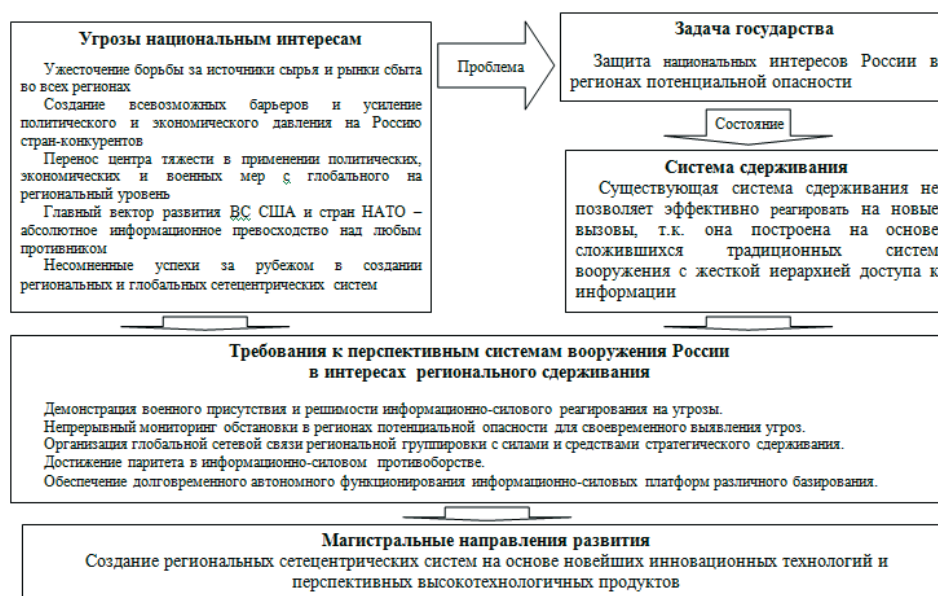 Угрозы национальным интересам
Ужесточение борьбы за источники сырья и рынки сбыта
во всех регионах
Создание всевозможных барьеров и усиление
политического и экономического давления на Россию
стран-конкурентов
Перенос центра тяжести в применении политических,
экономических и военных мер с глобального на
региональный уровень
Главный вектор развития ВС США и стран НАТО –
абсолютное информационное превосходство над любым
противником
Несомненные успехи за рубежом в создании
региональных и глобальных сетецентрических систем
Проблема
Задача государства
Защита национальных интересов России в
регионах потенциальной опасности
Состояние
Система сдерживания
Существующая система сдерживания не
позволяет эффективно реагировать на новые
вызовы, т.к. она построена на основе
сложившихся традиционных систем
вооружения с жесткой иерархией доступа к
информации
Требования к перспективным системам вооружения России
в интересах регионального сдерживания
Демонстрация военного присутствия и решимости информационно-силового реагирования на угрозы.
Непрерывный мониторинг обстановки в регионах потенциальной опасности для своевременного выявления угроз.
Организация глобальной сетевой связи региональной группировки с силами и средствами стратегического сдерживания.
Достижение паритета в информационно-силовом противоборстве.
Обеспечение долговременного автономного функционирования информационно-силовых платформ различного базирования.
Магистральные направления развития
Создание региональных сетецентрических систем на основе новейших инновационных технологий и
перспективных высокотехнологичных продуктов